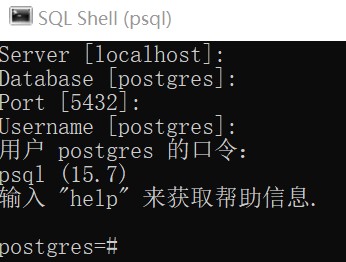 SQL Shell (psql)
Server [localhost]:
Database [postgres]:
Port [5432]:
Username [postgres]:
用户 postgres 的口令：
psql (15.7)
输入 "help" 来获取帮助信息.
postgres=#